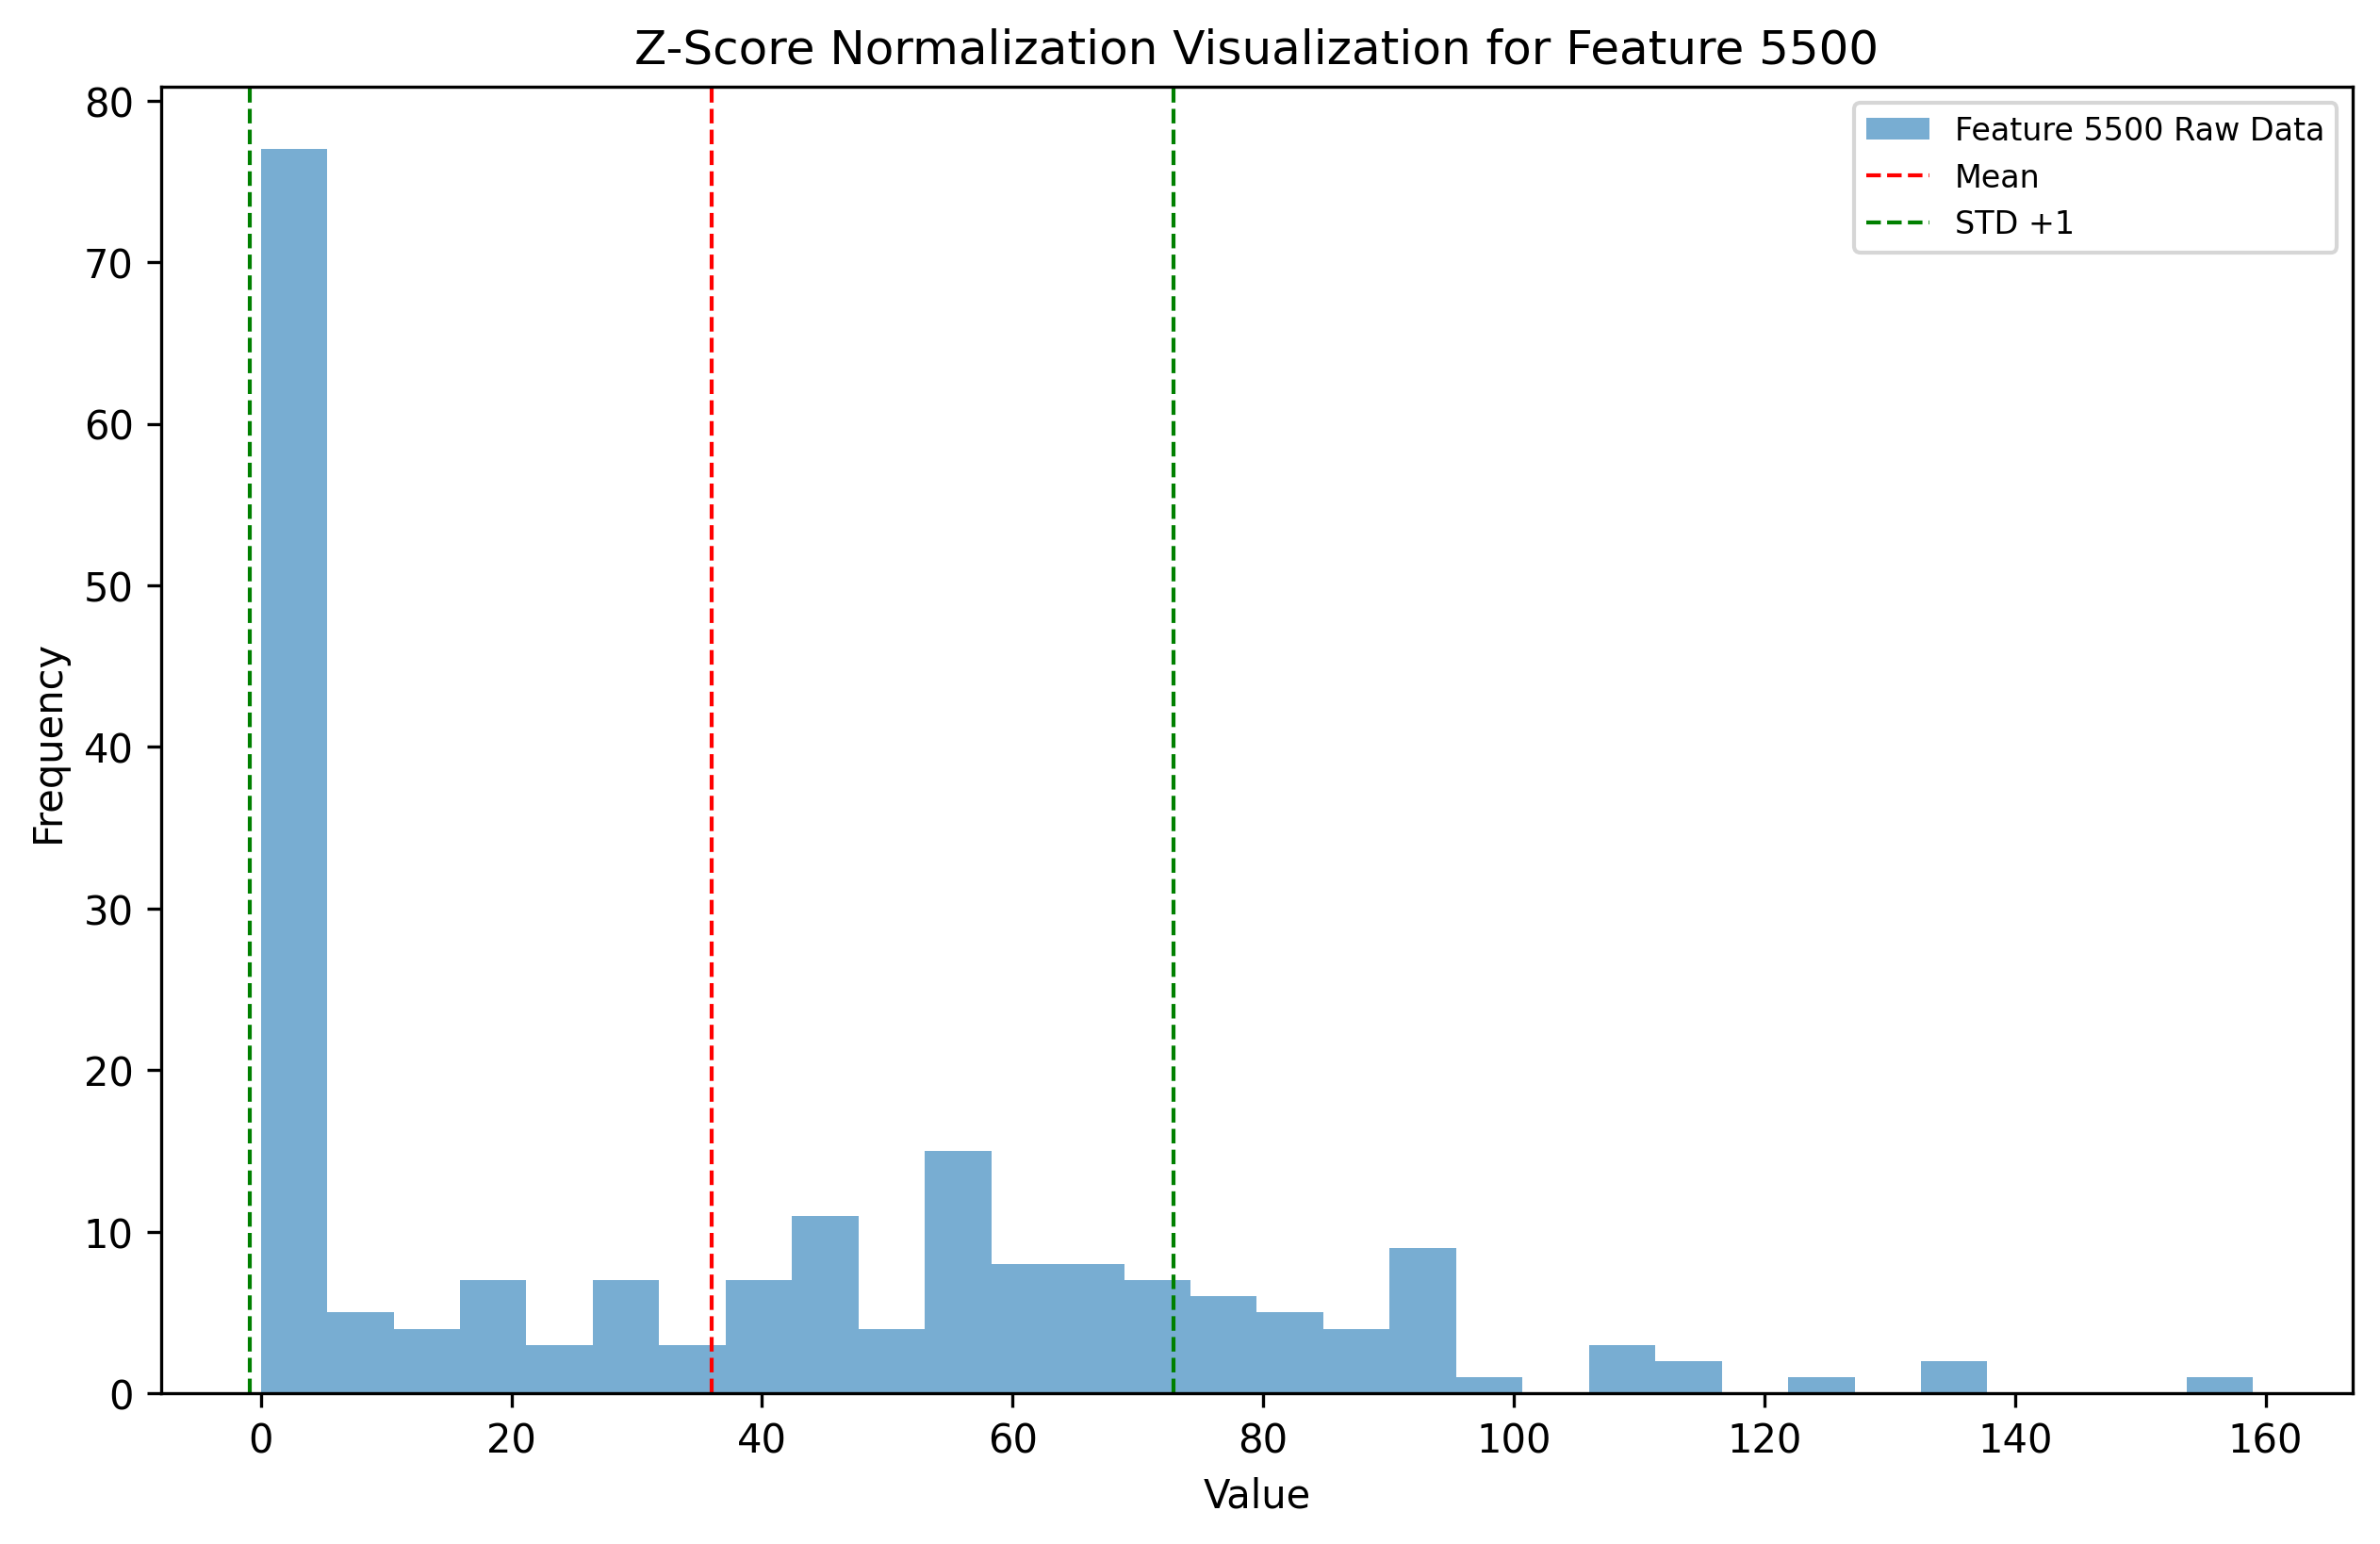 Z-Score Normalization Visualization for Feature 5500
Feature 5500 Raw Data
Mean
STD +1
80
70
60
50
40
30
20
10
0
Frequency
0 20 40 60 80 100 120 140 160
Value